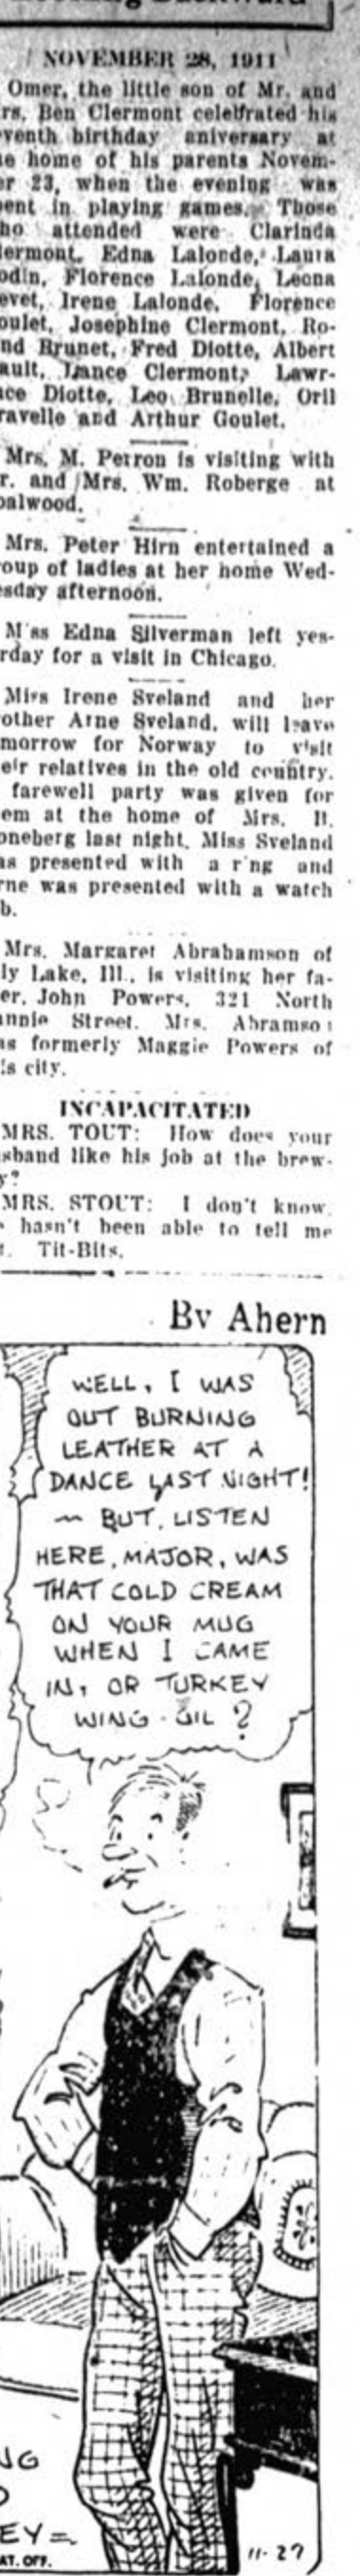 NOVEMBER 28, 1911
Omer, the little son of Mr. and
rs. Ben Clermont celebrated his
venth birthday aniversary at
e home of his parents Novem-
er 23, when the evening was
ent in playing games. Those
ho attended were Clarinda
lermont, Edna Lalonde, Laura
odin, Florence Lalonde, Leona
evet, Irene Lalonde, Florence
oulet, Josephine Clermont, Ro-
nd Brunet, Fred Diotte, Albert
ault, Lance Clermont, Lawr-
nce Diotte, Leo Brunelle, Oril
ravelle and Arthur Goulet.
Mrs. M. Perron is visiting with
r. and Mrs. Wm. Roberge at
oalwood.
Mrs. Peter Hirn entertained a
oup of ladies at her home Wed-
esday afternoon.
M'ss Edna Silverman left yes-
rday for a visit in Chicago.
Miss Irene Sveland and her
other Arne Sveland, will leave
morrow for Norway to visit
eir relatives in the old country.
farewell party was given for
em at the home of Mrs. H.
oneberg last night. Miss Sveland
as presented with a r'ng and
rne was presented with a watch
b.
Mrs. Margaret Abrahamson of
ly Lake, Ill., is visiting her fa-
er, John Powers, 321 North
annie Street. Mrs. Abramson
as formerly Maggie Powers of
is city.
INCAPACITATED
MRS. TOUT: How does your
sband like his job at the brew-
y?
MRS. STOUT: I don't know.
e hasn't been able to tell me
t. Tit-Bits.
By Ahern
WELL, I WAS
OUT BURNING
LEATHER AT A
DANCE LAST NIGHT!
~ BUT, LISTEN
HERE, MAJOR, WAS
THAT COLD CREAM
ON YOUR MUG
WHEN I CAME
IN, OR TURKEY
WING-OIL ?
NG
D
EY=
AT. OFF.
11-27